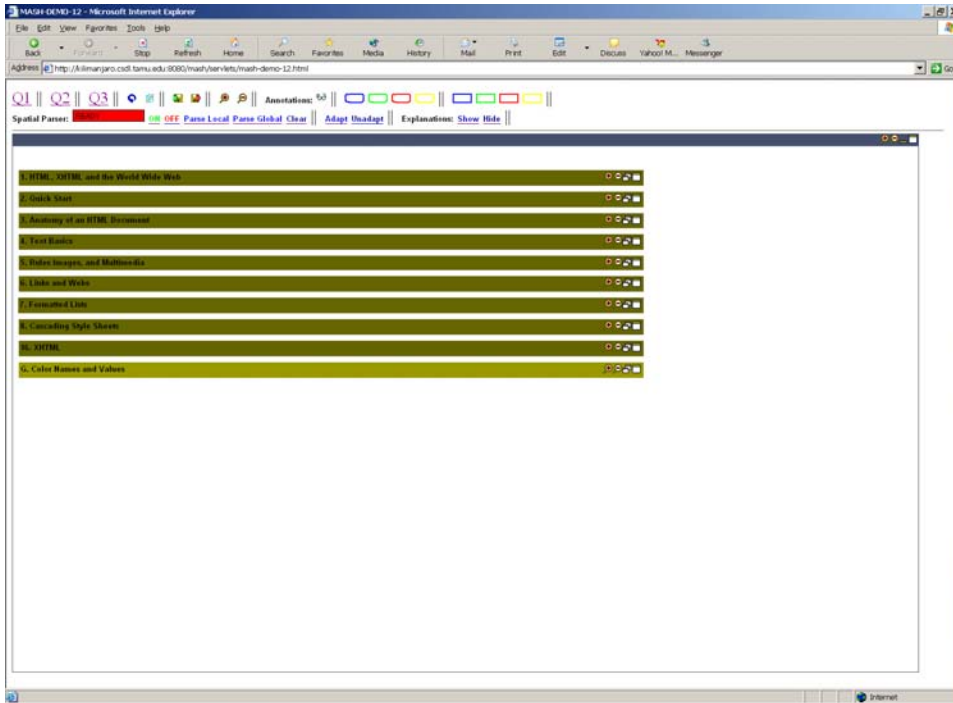 MASH-DEMO-12 - Microsoft Internet Explorer
File Edit View Favorites Tools Help
Back Forward Stop Refresh Home Search Favorites Media History Mail Print Edit Discuss Yahoo! M... Messenger
Address http://kilimanjaro.csdl.tamu.edu:8080/mash/servlets/mash-demo-12.html Go
Q1 || Q2 || Q3 || || || Annotations: || || ||
Spatial Parser: READY ON OFF Parse Local Parse Global Clear || Adapt Unadapt || Explanations: Show Hide ||
1. HTML, XHTML and the World Wide Web
2. Quick Start
3. Anatomy of an HTML Document
4. Text Basics
5. Rules Images, and Multimedia
6. Links and Webs
7. Formatted Lists
8. Cascading Style Sheets
16. XHTML
G. Color Names and Values
Internet